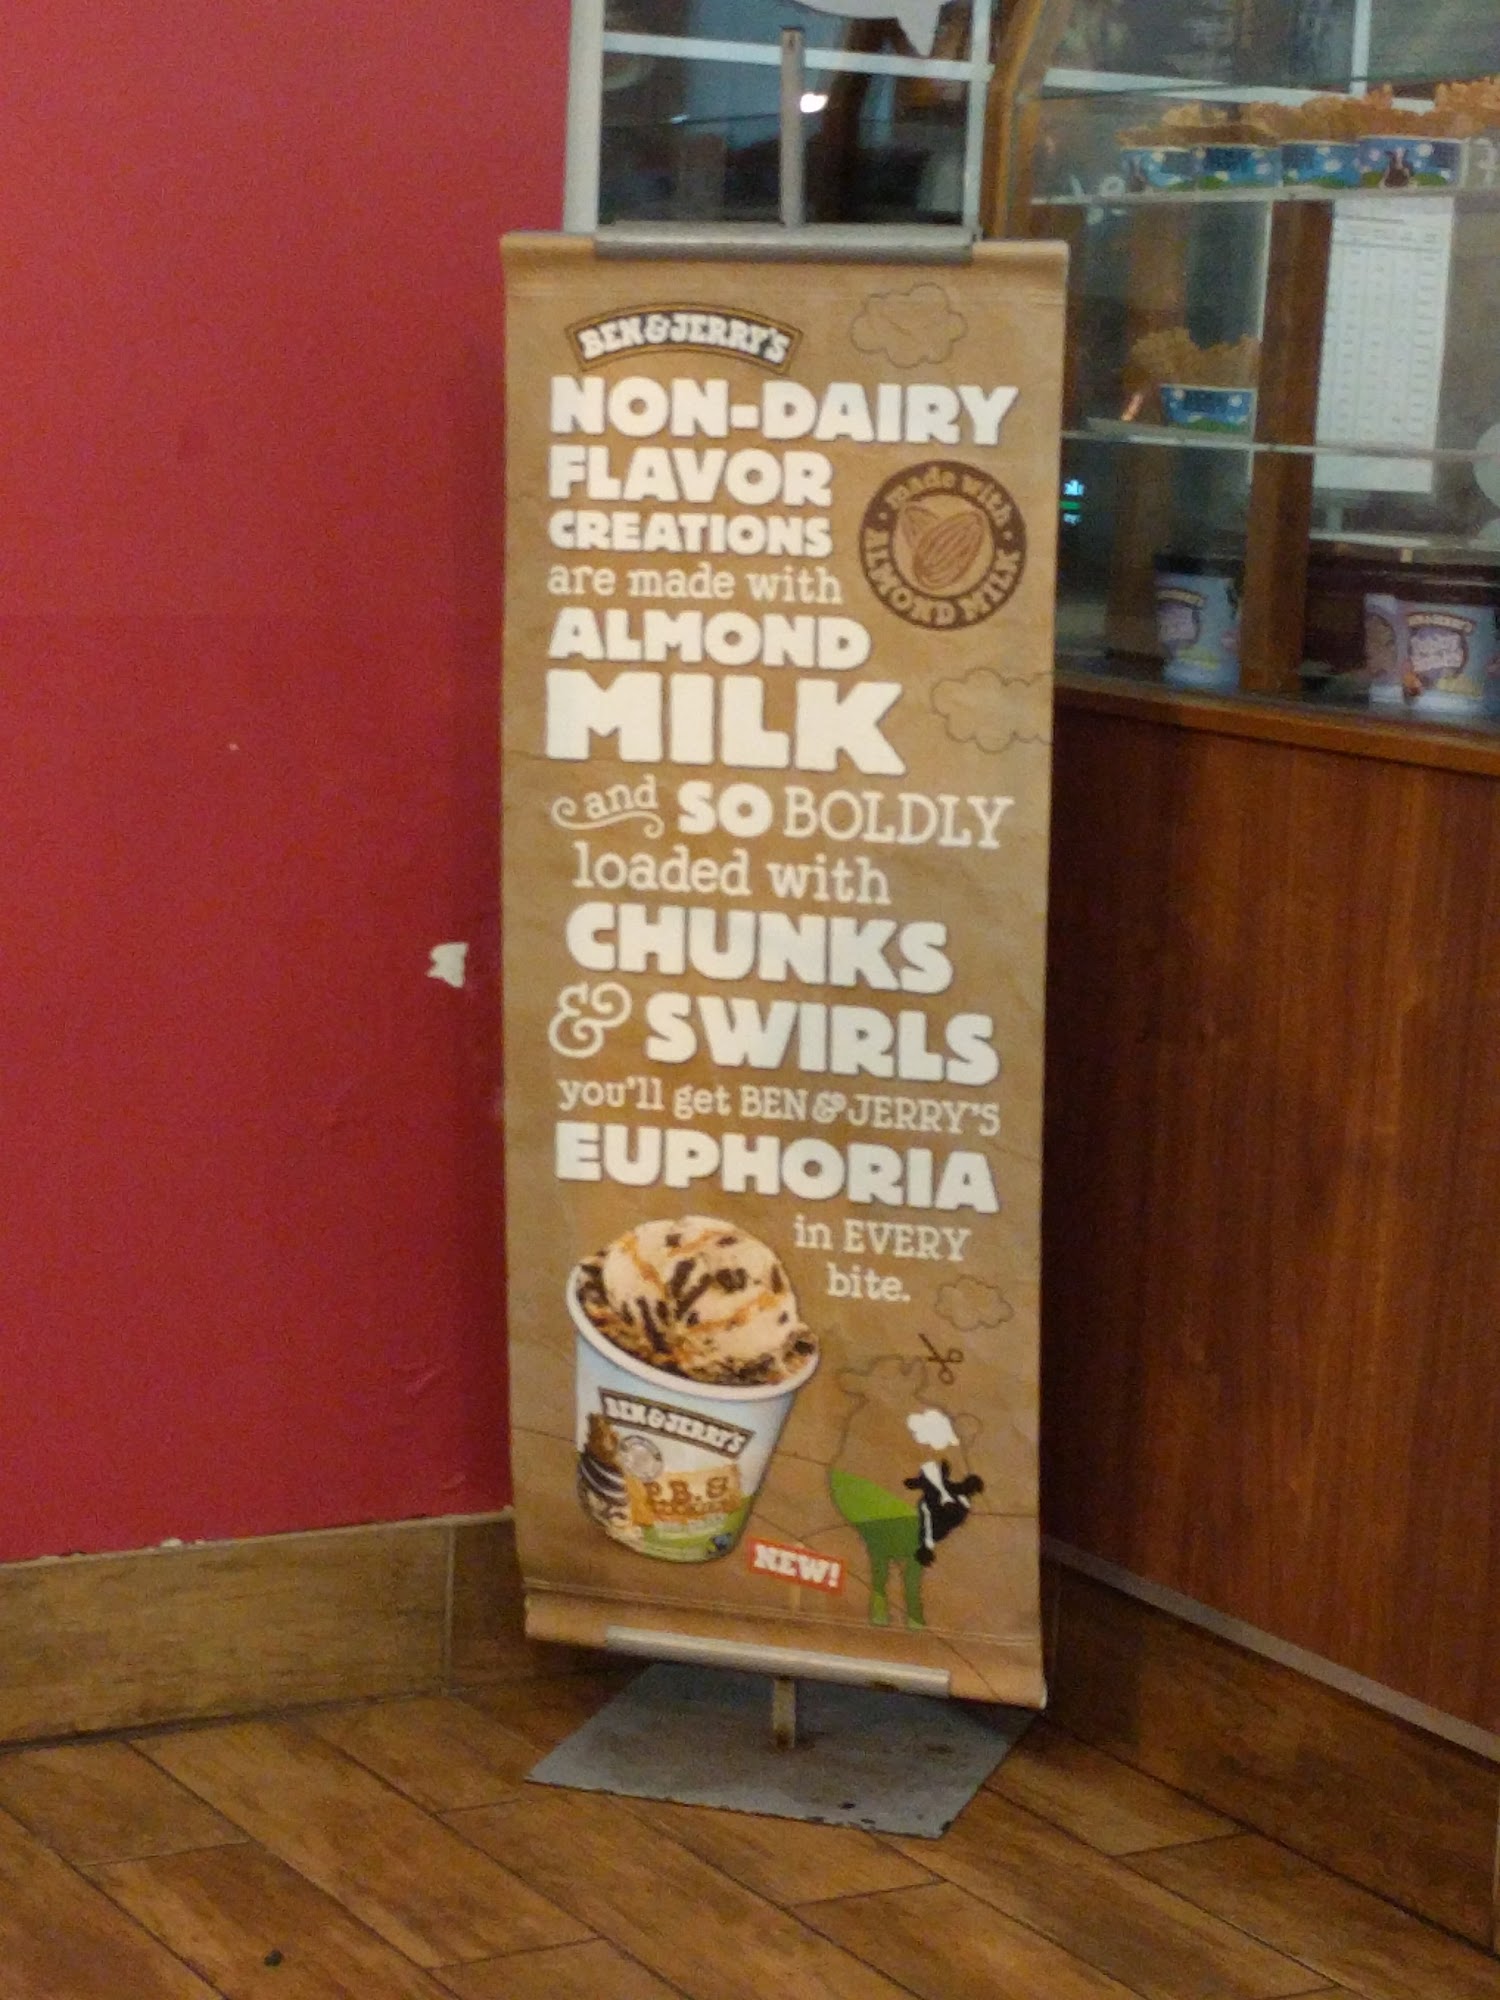 BEN & JERRY'S
NON-DAIRY
FLAVOR
CREATIONS
are made with
ALMOND
MILK
made with
ALMOND MILK
and SO BOLDLY
loaded with
CHUNKS
& SWIRLS
you'll get BEN & JERRY'S
EUPHORIA
in EVERY
bite.
BEN & JERRY'S
P.B. &
NEW!